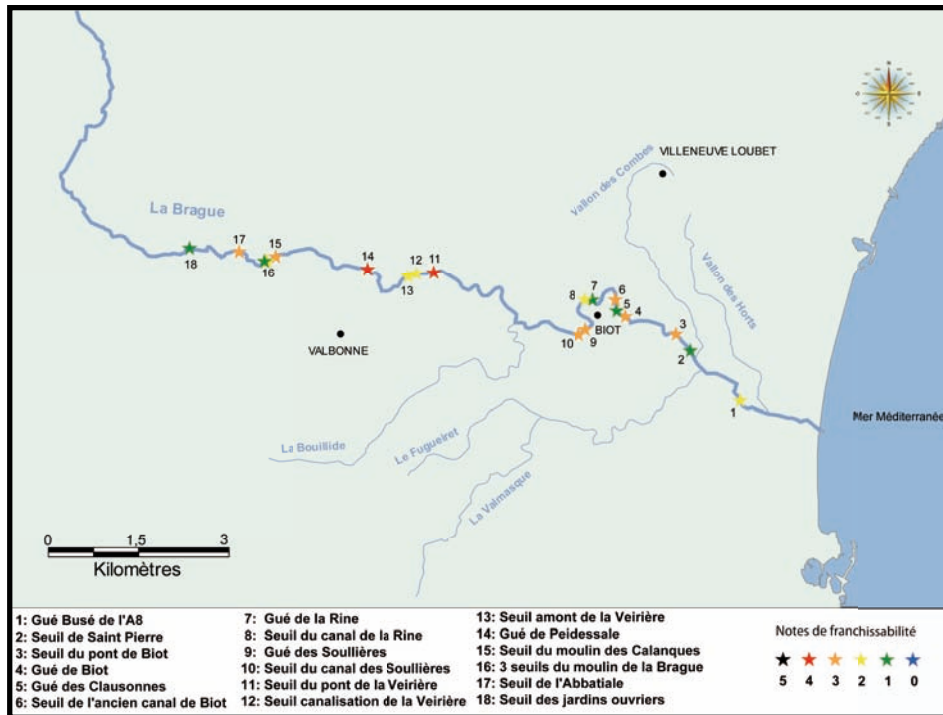 N
O
E
S
VILLENEUVE LOUBET
Vallon des Combes
La Brague
Vallon des Horts
17
15
18
16
14
12
11
13
7
6
8
5
4
BIOT
3
10
9
2
VALBONNE
1
Mer Méditerranée
La Bouillide
Le Fugueiret
La Valmasque
0
1,5
3
Kilomètres
1: Gué Busé de l'A8
2: Seuil de Saint Pierre
3: Seuil du pont de Biot
4: Gué de Biot
5: Gué des Clausonnes
6: Seuil de l'ancien canal de Biot
7: Gué de la Rine
8: Seuil du canal de la Rine
9: Gué des Soullières
10: Seuil du canal des Soullières
11: Seuil du pont de la Veirière
12: Seuil canalisation de la Veirière
13: Seuil amont de la Veirière
14: Gué de Peidessale
15: Seuil du moulin des Calanques
16: 3 seuils du moulin de la Brague
17: Seuil de l'Abbatiale
18: Seuil des jardins ouvriers
Notes de franchissabilité
5 4 3 2 1 0